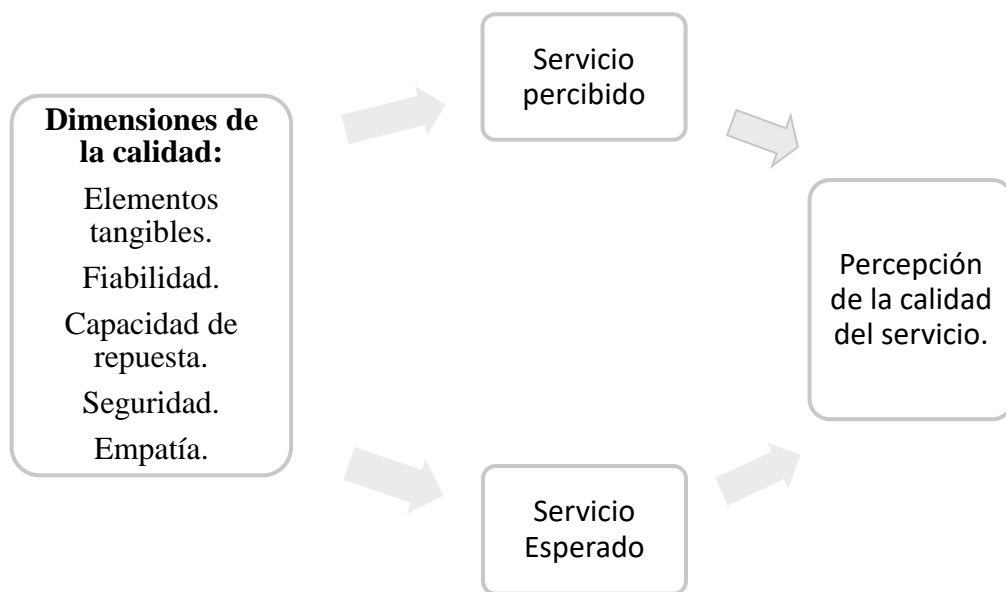 Dimensiones de
la calidad:
Elementos
tangibles.
Fiabilidad.
Capacidad de
repuesta.
Seguridad.
Empatía.
Servicio
percibido
Servicio
Esperado
Percepción
de la calidad
del servicio.